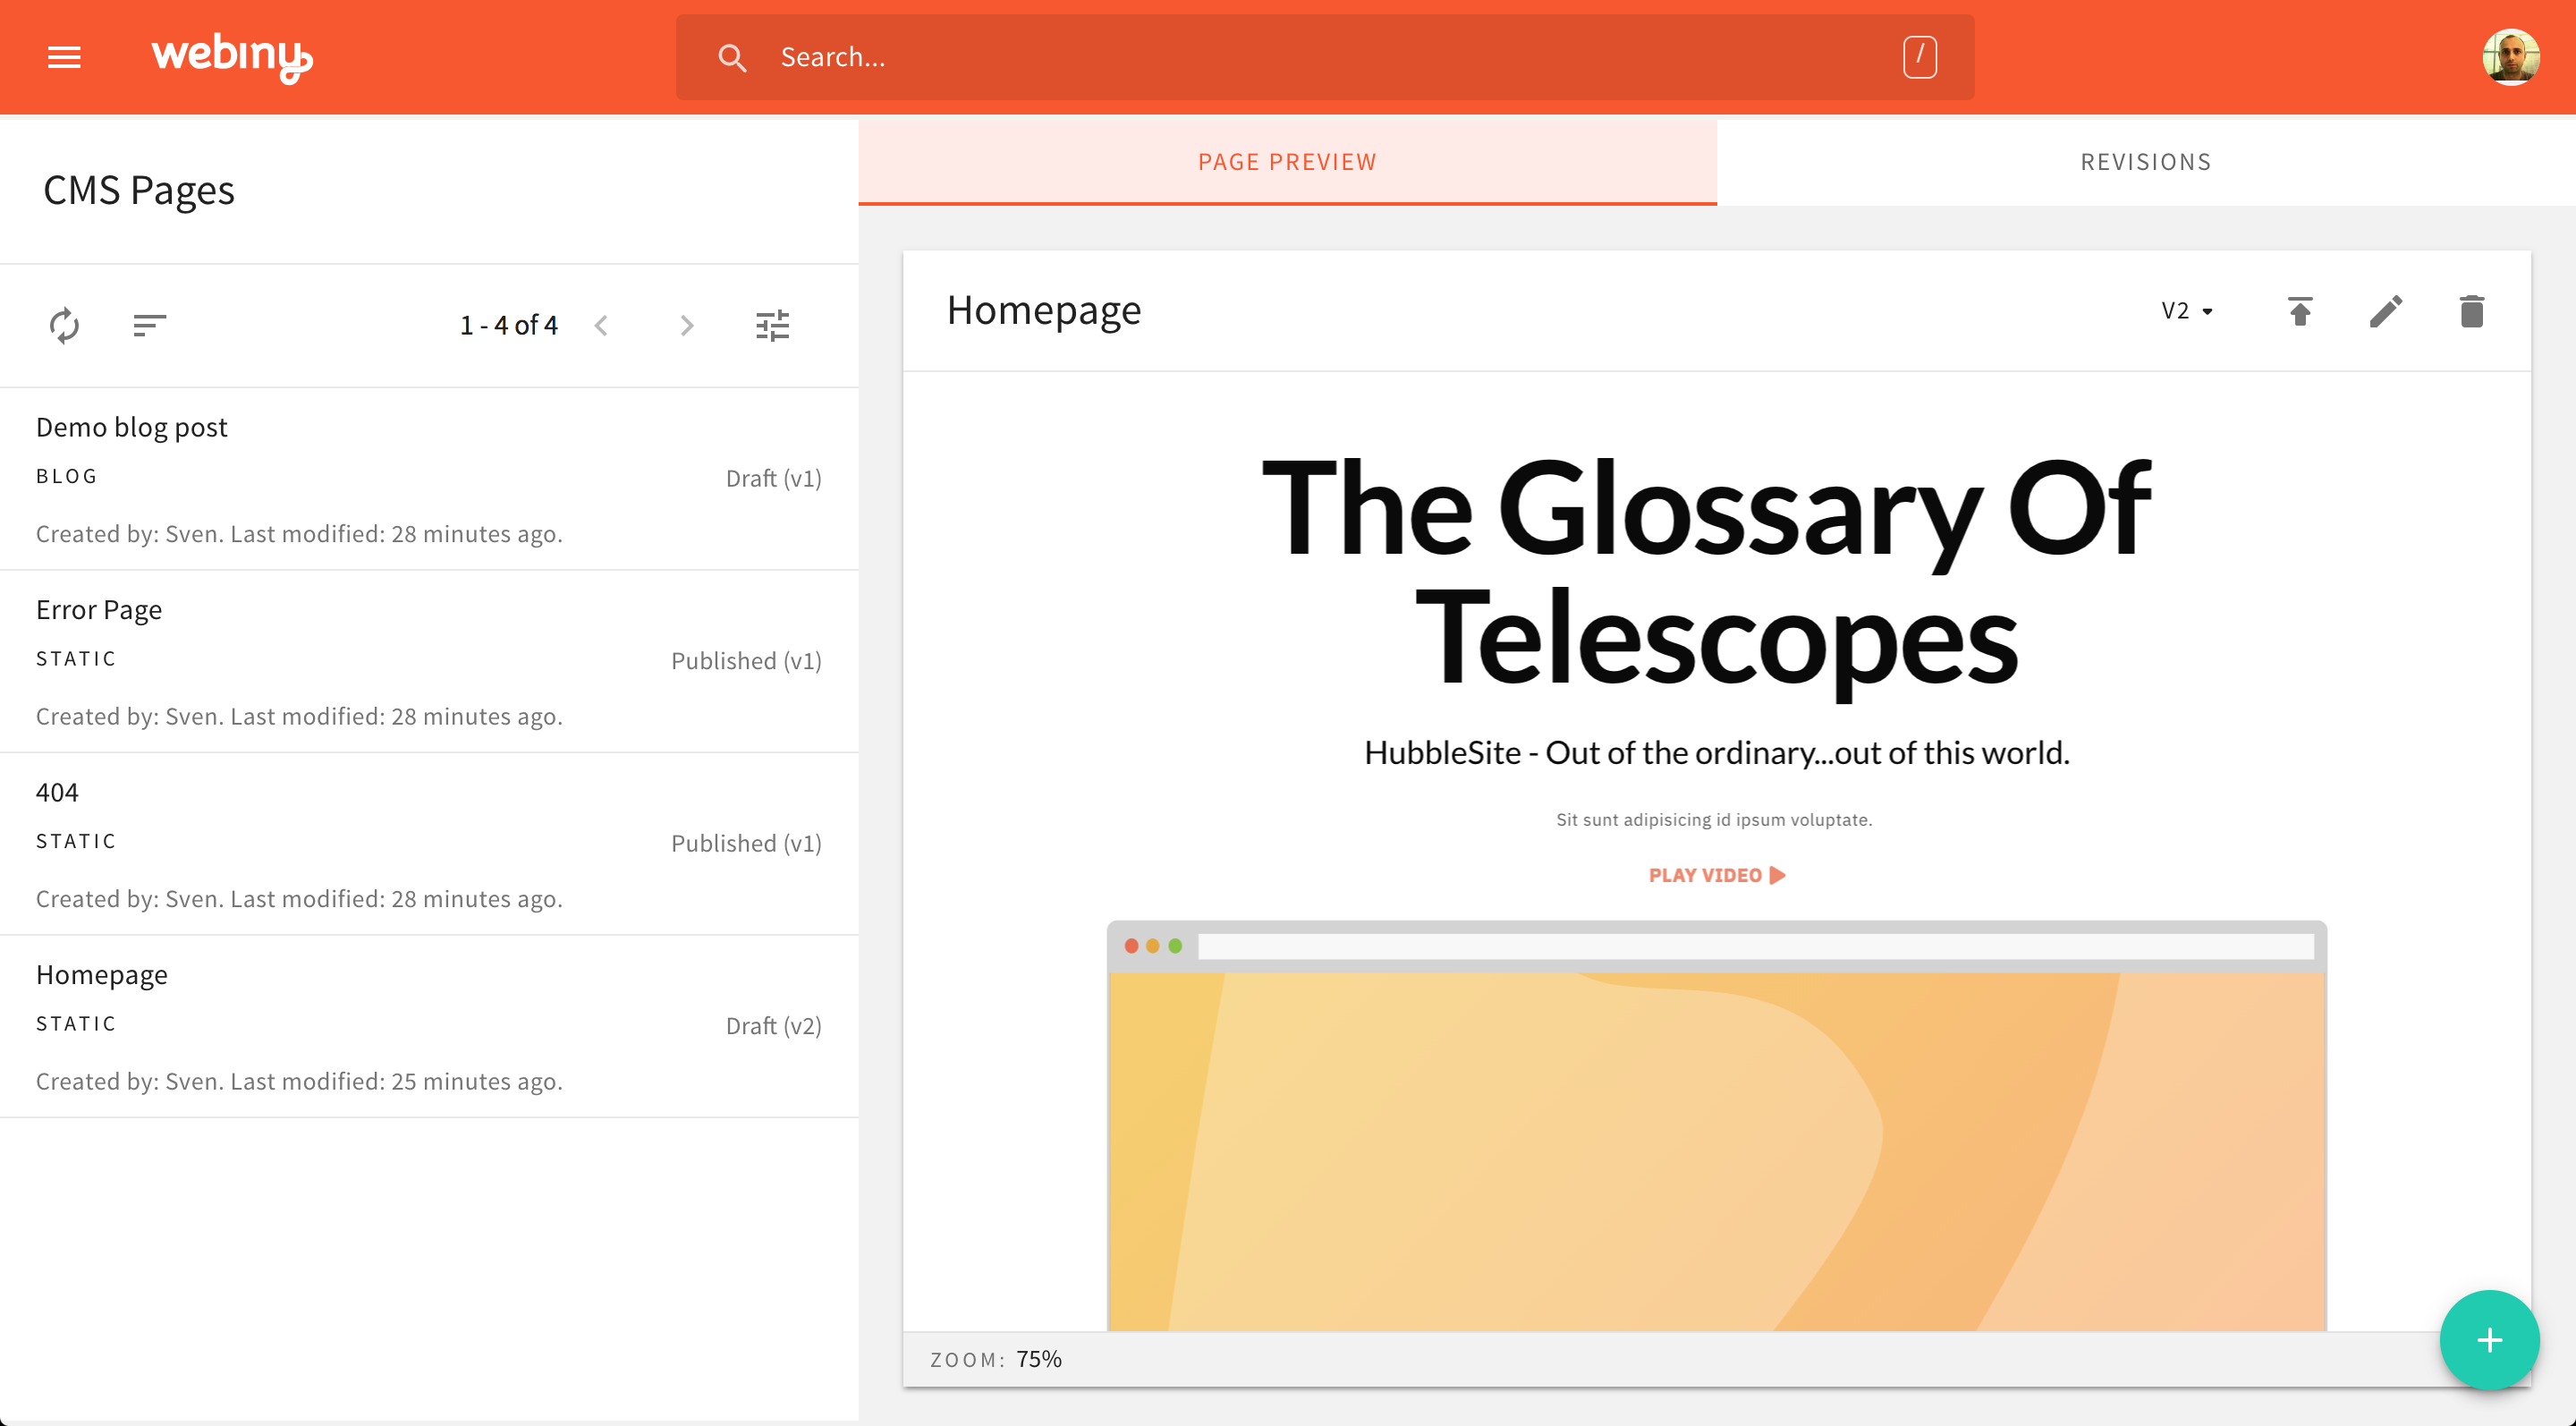 webiny
Search...
/
CMS Pages
1 - 4 of 4
Demo blog post
BLOG
Draft (v1)
Created by: Sven. Last modified: 28 minutes ago.
Error Page
STATIC
Published (v1)
Created by: Sven. Last modified: 28 minutes ago.
404
STATIC
Published (v1)
Created by: Sven. Last modified: 28 minutes ago.
Homepage
STATIC
Draft (v2)
Created by: Sven. Last modified: 25 minutes ago.
PAGE PREVIEW
REVISIONS
Homepage
V2
The Glossary Of
Telescopes
HubbleSite - Out of the ordinary...out of this world.
Sit sunt adipisicing id ipsum voluptate.
PLAY VIDEO
ZOOM: 75%